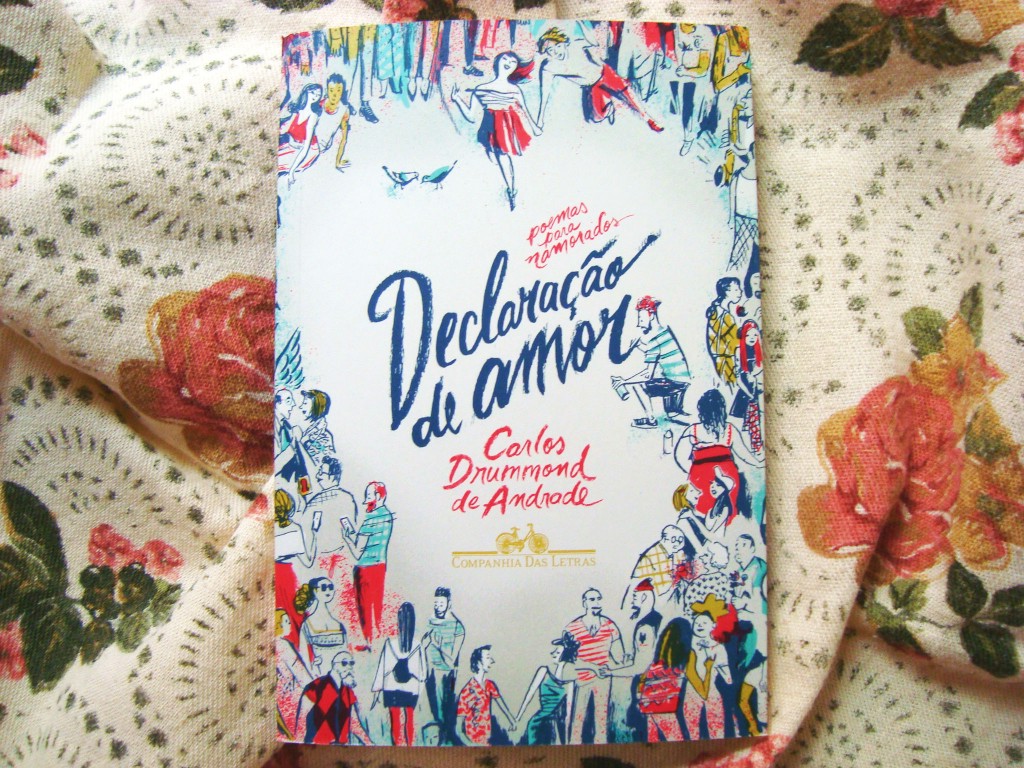 poemas
para
namorados
Declaração
de amor
Carlos
Drummond
de Andrade
COMPANHIA DAS LETRAS